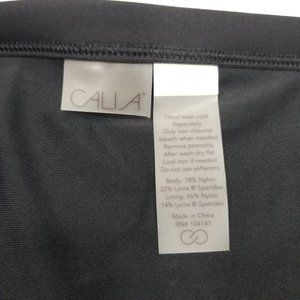 CALIA™
Hand wash cold
Separately
Only non-chlorine
bleach when needed
Remove promptly
After wash dry flat
Cool iron if needed
Do not use softeners
Body: 78% Nylon
22% Lycra ® Spandex
Lining: 86% Nylon
14% Lycra ® Spandex
Made in China
RN# 104141